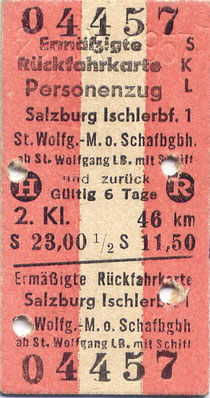 04457
Ermäßigte S
Rückfahrkarte K
Personenzug L
Salzburg Ischlerbf. 1
St. Wolfg.-M. o. Schafbgbh.
ab St. Wolfgang LB. mit Schiff
H und zurück R
Gültig 6 Tage
2. Kl. 46 km
S 23,00 1/2 S 11,50
Ermäßigte Rückfahrkarte
Salzburg Ischlerbf. 1
Wolfg.-M. o. Schafbgbh.
ab St. Wolfgang LB. mit Schiff
04457